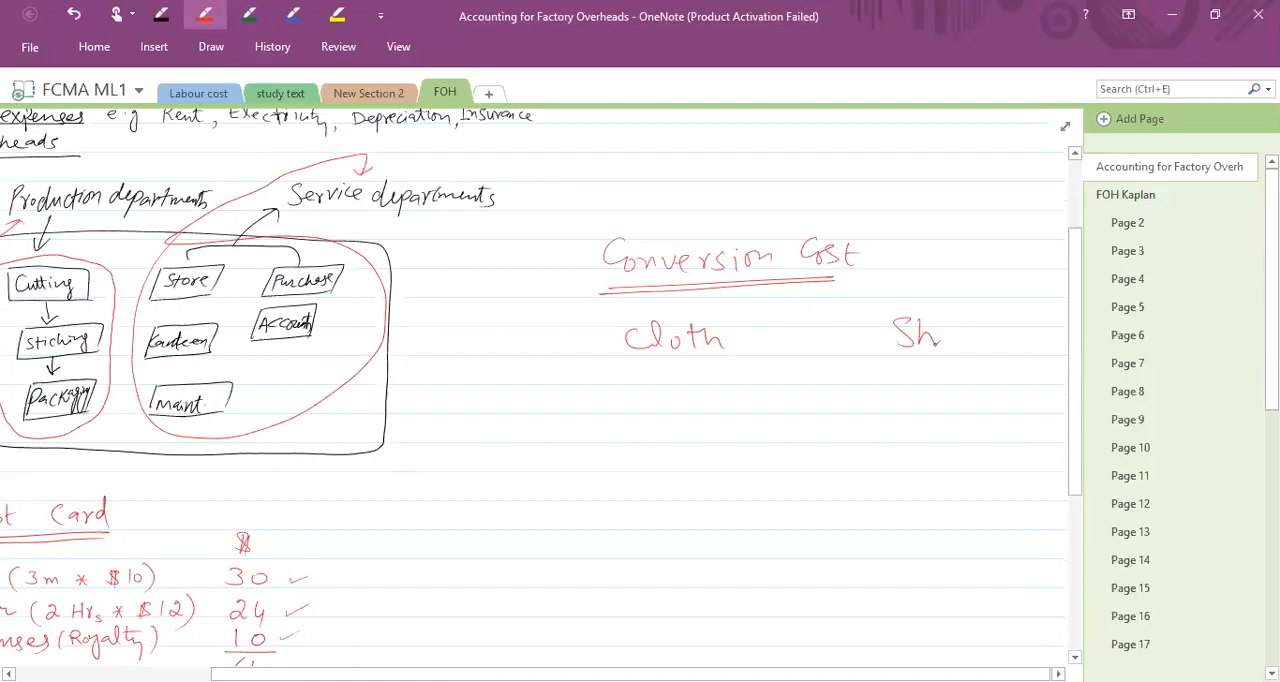 Accounting for Factory Overheads - OneNote (Product Activation Failed)
?
File Home Insert Draw History Review View
FCMA ML1
Labour cost study text New Section 2 FOH +
Search (Ctrl+E)
expenses e.g Rent, Electricity, Depreciation, Insurance
heads
Production departments
Service departments
Cutting
Stiching
Packaging
Store
Purchase
Kanteen
Account
Maint.
Conversion Cost
Cloth Sh
st Card
$
(3m * $10) 30
r (2 Hrs * $12) 24
nses (Royalty) 10
Add Page
Accounting for Factory Overh
FOH Kaplan
Page 2
Page 3
Page 4
Page 5
Page 6
Page 7
Page 8
Page 9
Page 10
Page 11
Page 12
Page 13
Page 14
Page 15
Page 16
Page 17